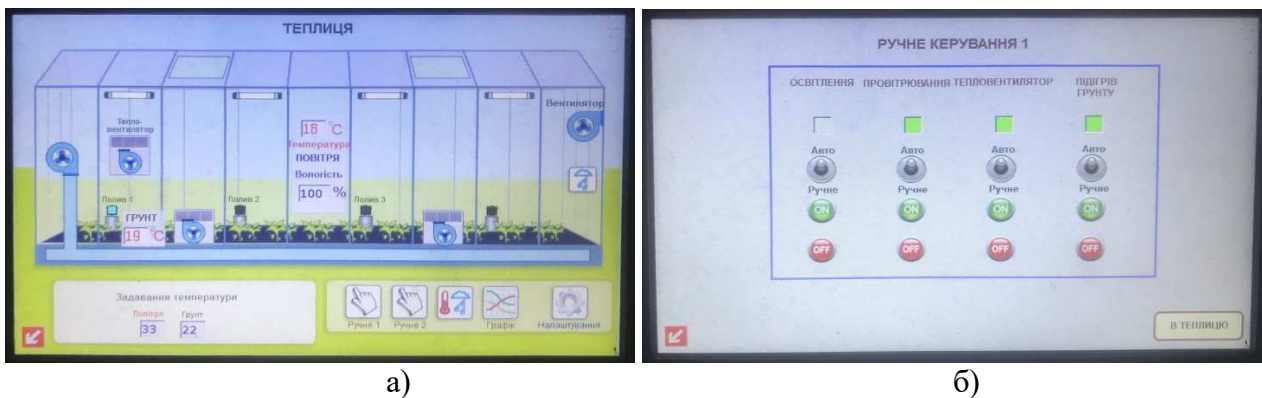 ТЕПЛИЦЯ
Вентилятор
Тепло-
вентилятор
18 °C
Температура
ПОВІТРЯ
Вологість
100 %
Полив 1
Полив 2
Полив 3
ГРУНТ
19 °C
Задавання температури
Повітря Грунт
33 22
Ручне 1 Ручне 2 Графік Налаштування
а)
РУЧНЕ КЕРУВАННЯ 1
ОСВІТЛЕННЯ ПРОВІТРЮВАННЯ ТЕПЛОВЕНТИЛЯТОР ПІДІГРІВ
ГРУНТУ
Авто Авто Авто Авто
Ручне Ручне Ручне Ручне
ON ON ON ON
OFF OFF OFF OFF
В ТЕПЛИЦЮ
б)